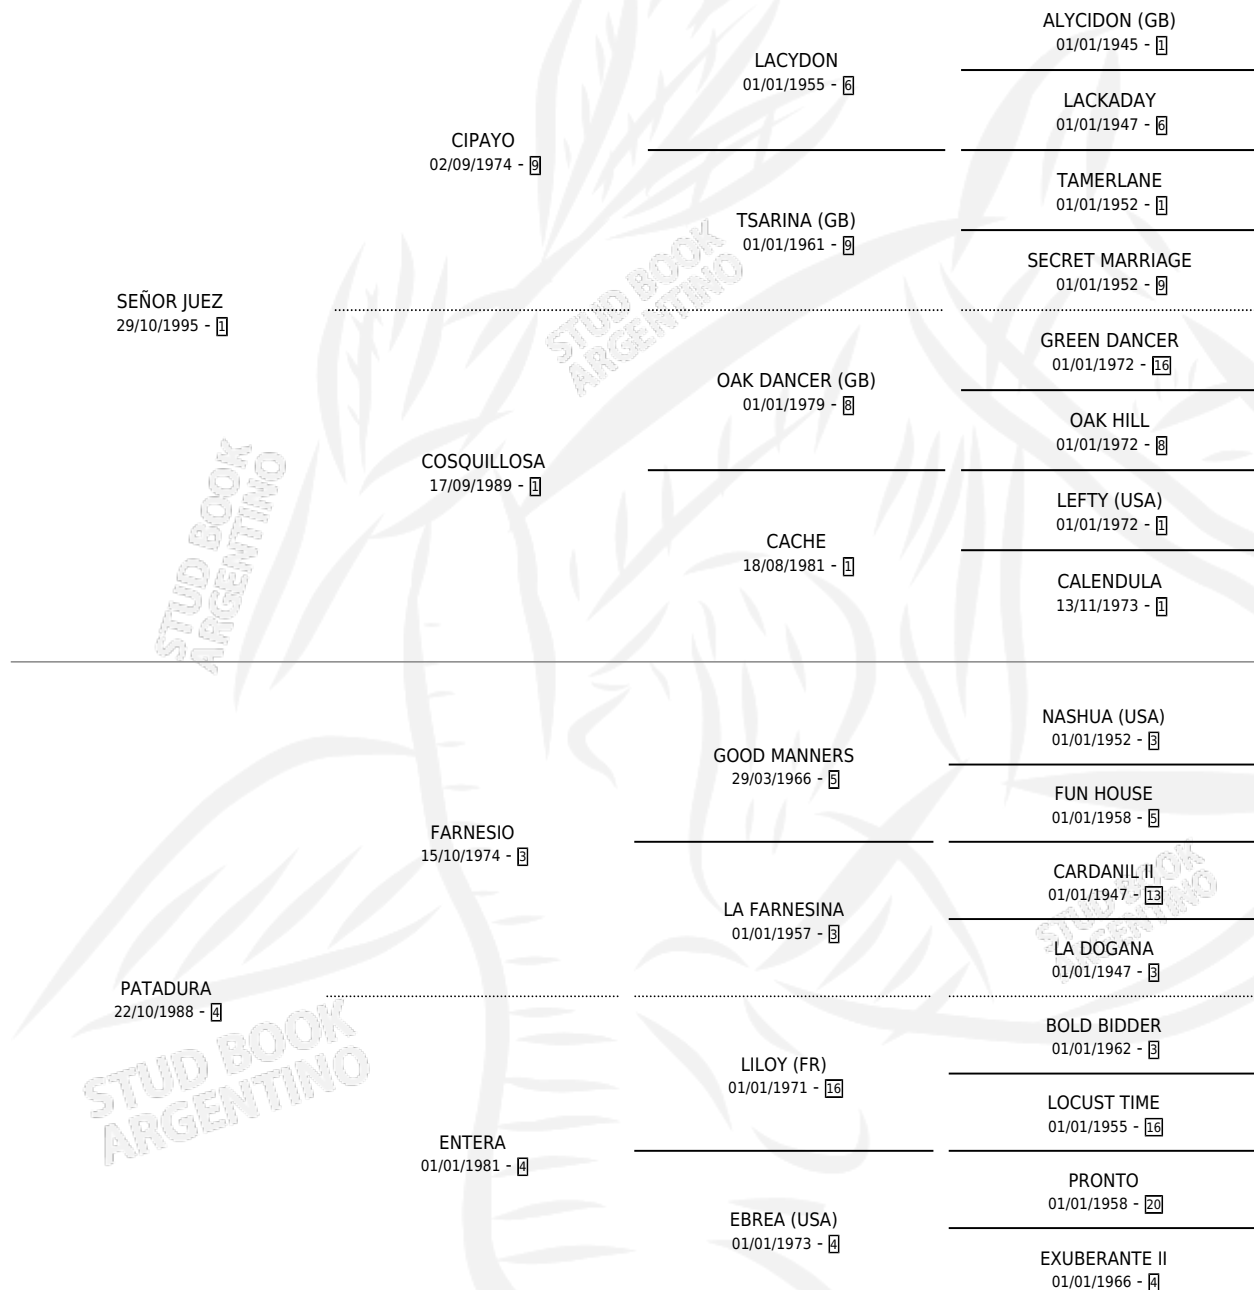 ALYCIDON (GB)
01/01/1945 - 1
LACYDON
01/01/1955 - 6
LACKADAY
01/01/1947 - 6
CIPAYO
02/09/1974 - 9
TAMERLANE
01/01/1952 - 1
TSARINA (GB)
01/01/1961 - 9
SECRET MARRIAGE
01/01/1952 - 9
SEÑOR JUEZ
29/10/1995 - 1
GREEN DANCER
01/01/1972 - 16
OAK DANCER (GB)
01/01/1979 - 8
OAK HILL
01/01/1972 - 8
COSQUILLOSA
17/09/1989 - 1
LEFTY (USA)
01/01/1972 - 1
CACHE
18/08/1981 - 1
CALENDULA
13/11/1973 - 1
NASHUA (USA)
01/01/1952 - 3
GOOD MANNERS
29/03/1966 - 5
FUN HOUSE
01/01/1958 - 5
FARNESIO
15/10/1974 - 3
CARDANIL II
01/01/1947 - 13
LA FARNESINA
01/01/1957 - 3
LA DOGANA
01/01/1947 - 3
PATADURA
22/10/1988 - 4
BOLD BIDDER
01/01/1962 - 3
LILOY (FR)
01/01/1971 - 16
LOCUST TIME
01/01/1955 - 16
ENTERA
01/01/1981 - 4
PRONTO
01/01/1958 - 20
EBREA (USA)
01/01/1973 - 4
EXUBERANTE II
01/01/1966 - 4
STUD BOOK
ARGENTINO
STUD BOOK
ARGENTINO
STUD BOOK
ARGENTINO
STUD BOOK
ARGENTINO